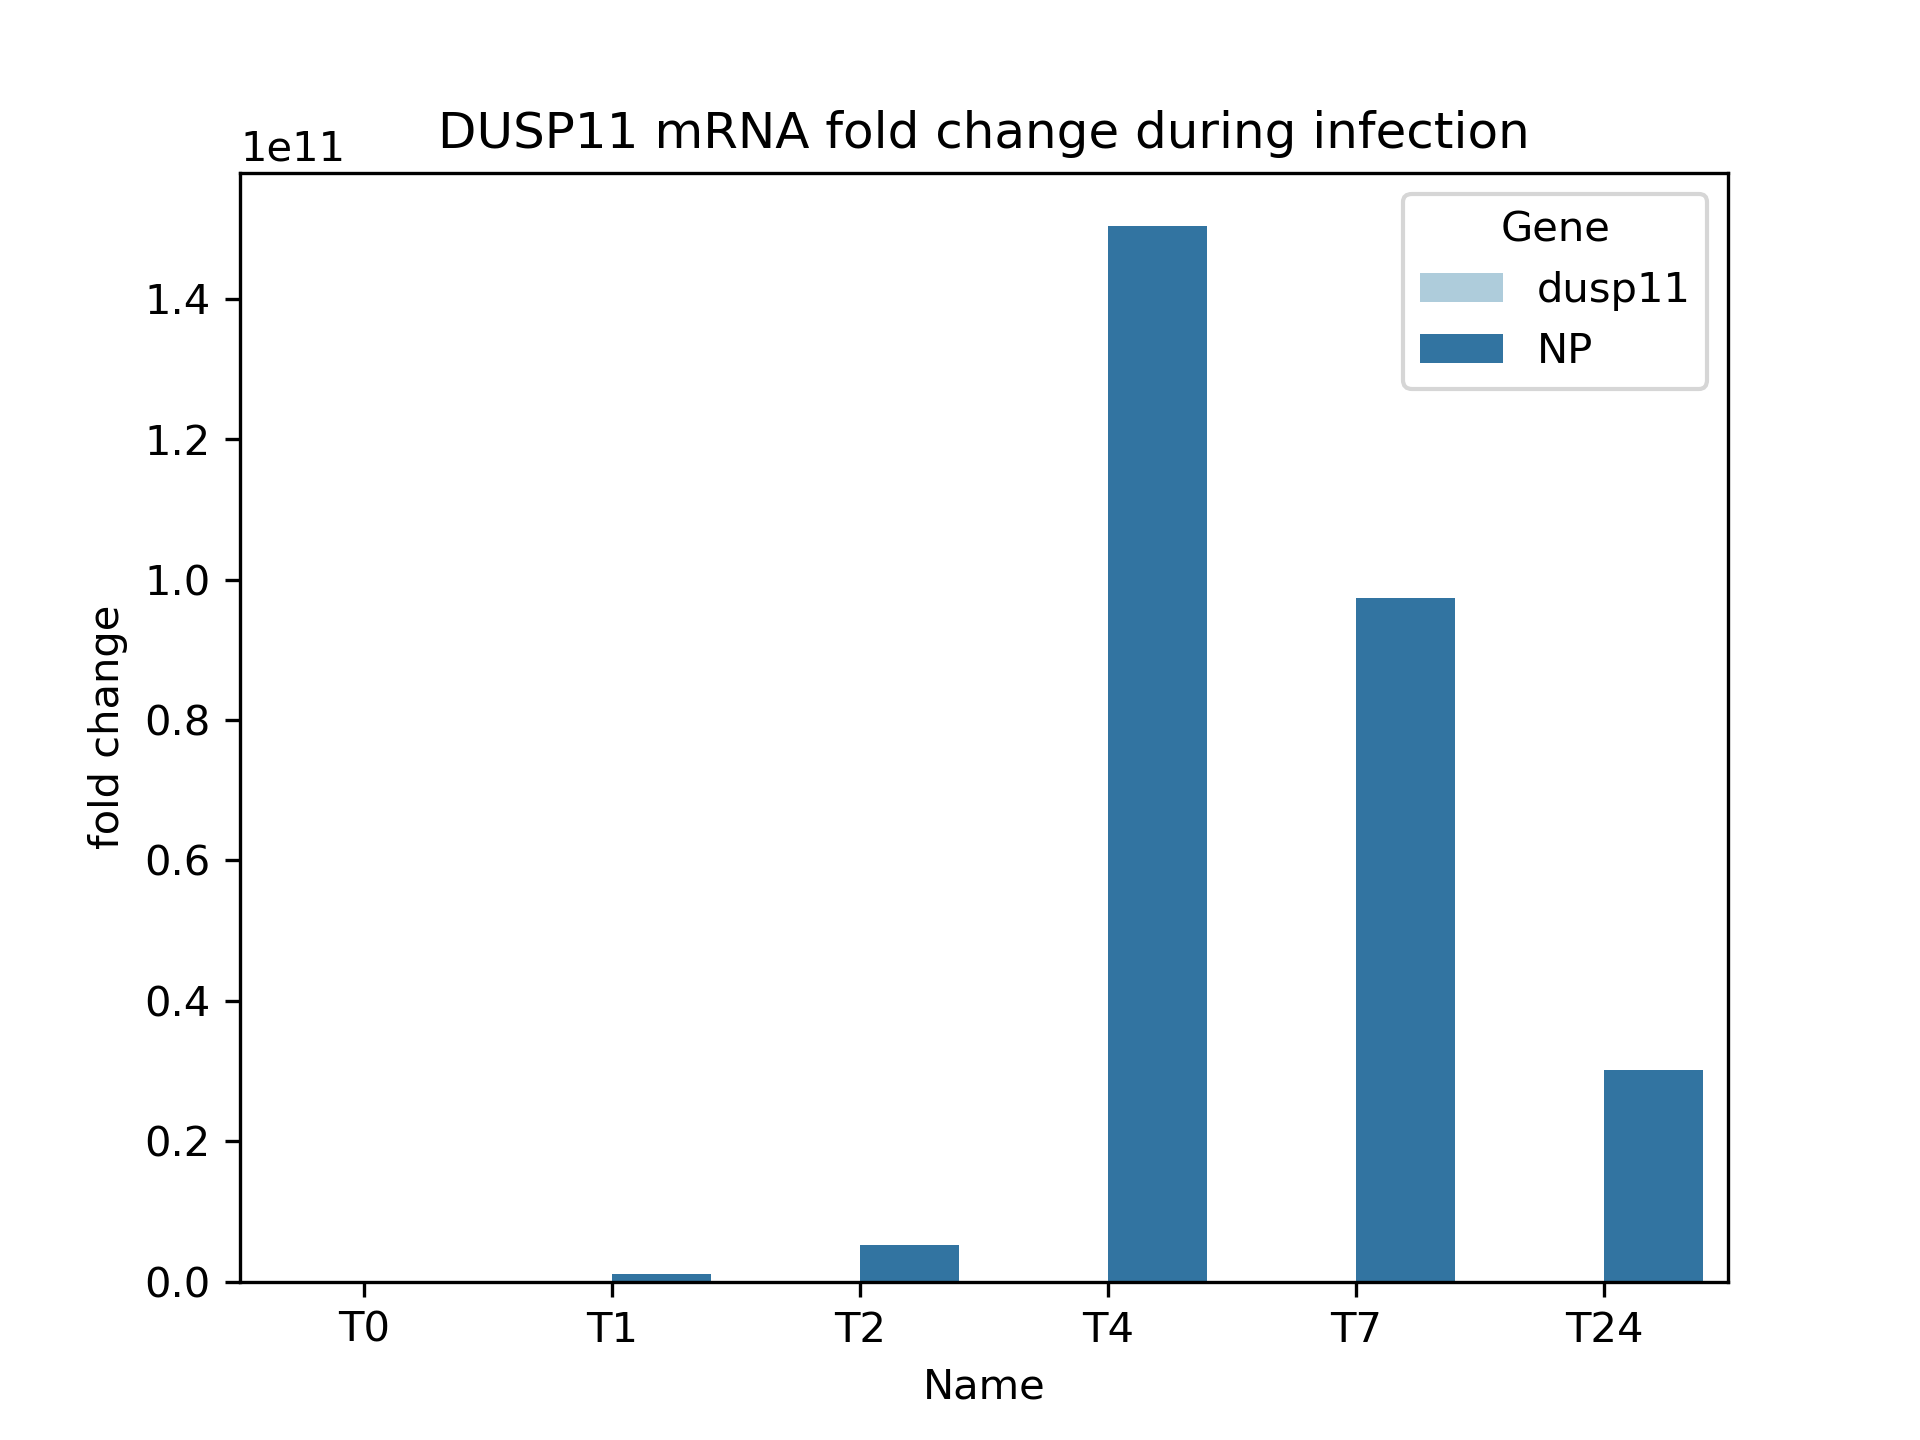 DUSP11 mRNA fold change during infection
1e11
Gene
dusp11
NP
1.4
1.2
1.0
0.8
0.6
0.4
0.2
0.0
fold change
T0 T1 T2 T4 T7 T24
Name